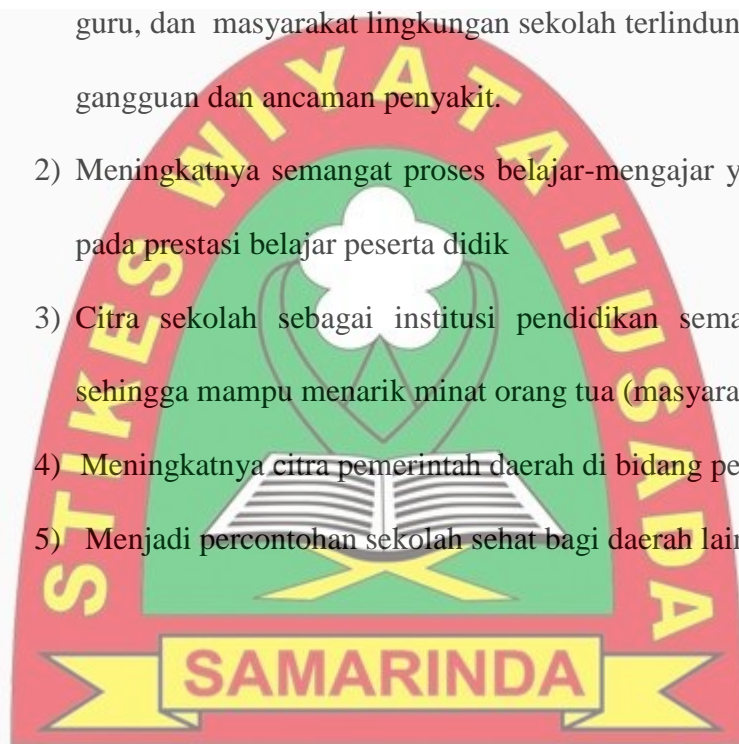 guru, dan masyarakat lingkungan sekolah terlindun
gangguan dan ancaman penyakit.
2) Meningkatnya semangat proses belajar-mengajar y
pada prestasi belajar peserta didik
3) Citra sekolah sebagai institusi pendidikan sema
sehingga mampu menarik minat orang tua (masyara
4) Meningkatnya citra pemerintah daerah di bidang pe
5) Menjadi percontohan sekolah sehat bagi daerah lain
STIKES WIYATA HUSADA
SAMARINDA